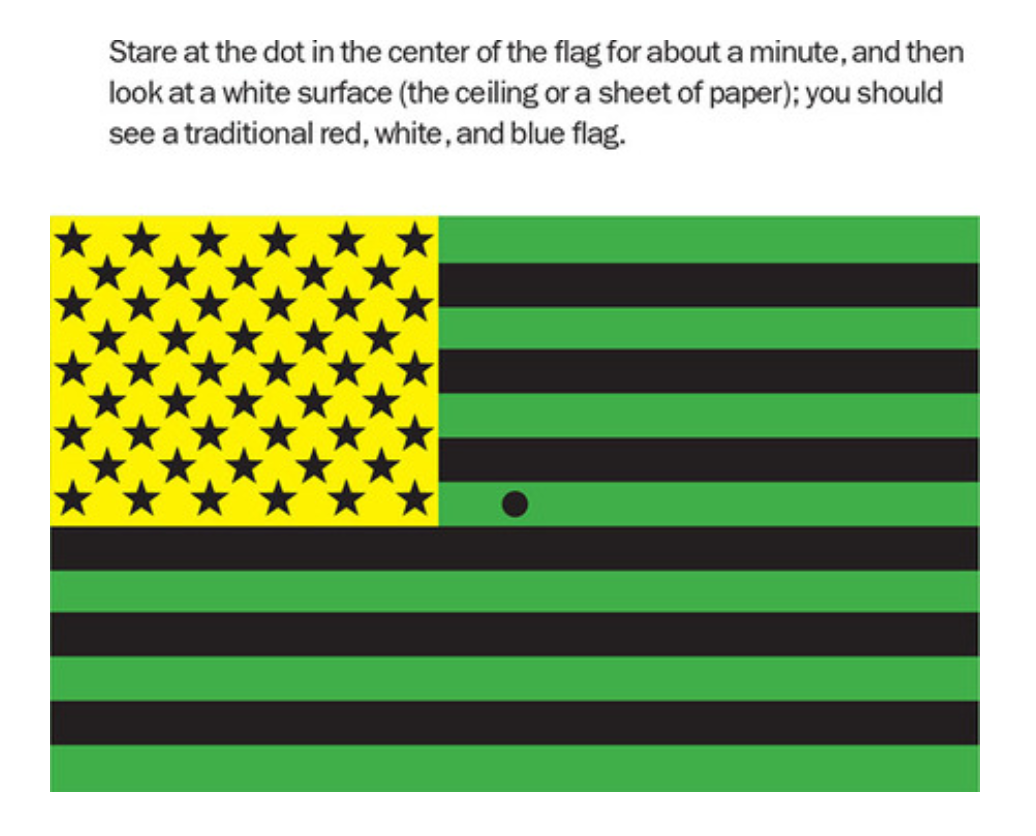 Stare at the dot in the center of the flag for about a minute, and then
look at a white surface (the ceiling or a sheet of paper); you should
see a traditional red, white, and blue flag.